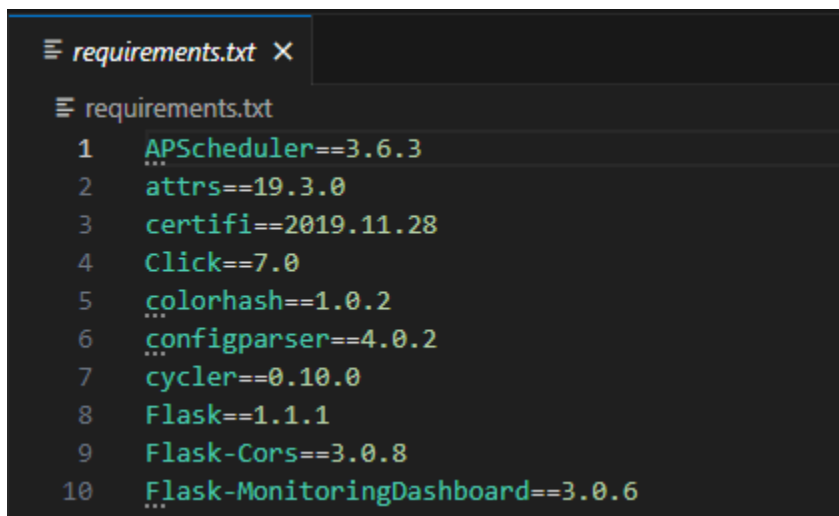 requirements.txt
requirements.txt
1 APScheduler==3.6.3
2 attrs==19.3.0
3 certifi==2019.11.28
4 Click==7.0
5 colorhash==1.0.2
6 configparser==4.0.2
7 cycler==0.10.0
8 Flask==1.1.1
9 Flask-Cors==3.0.8
10 Flask-MonitoringDashboard==3.0.6